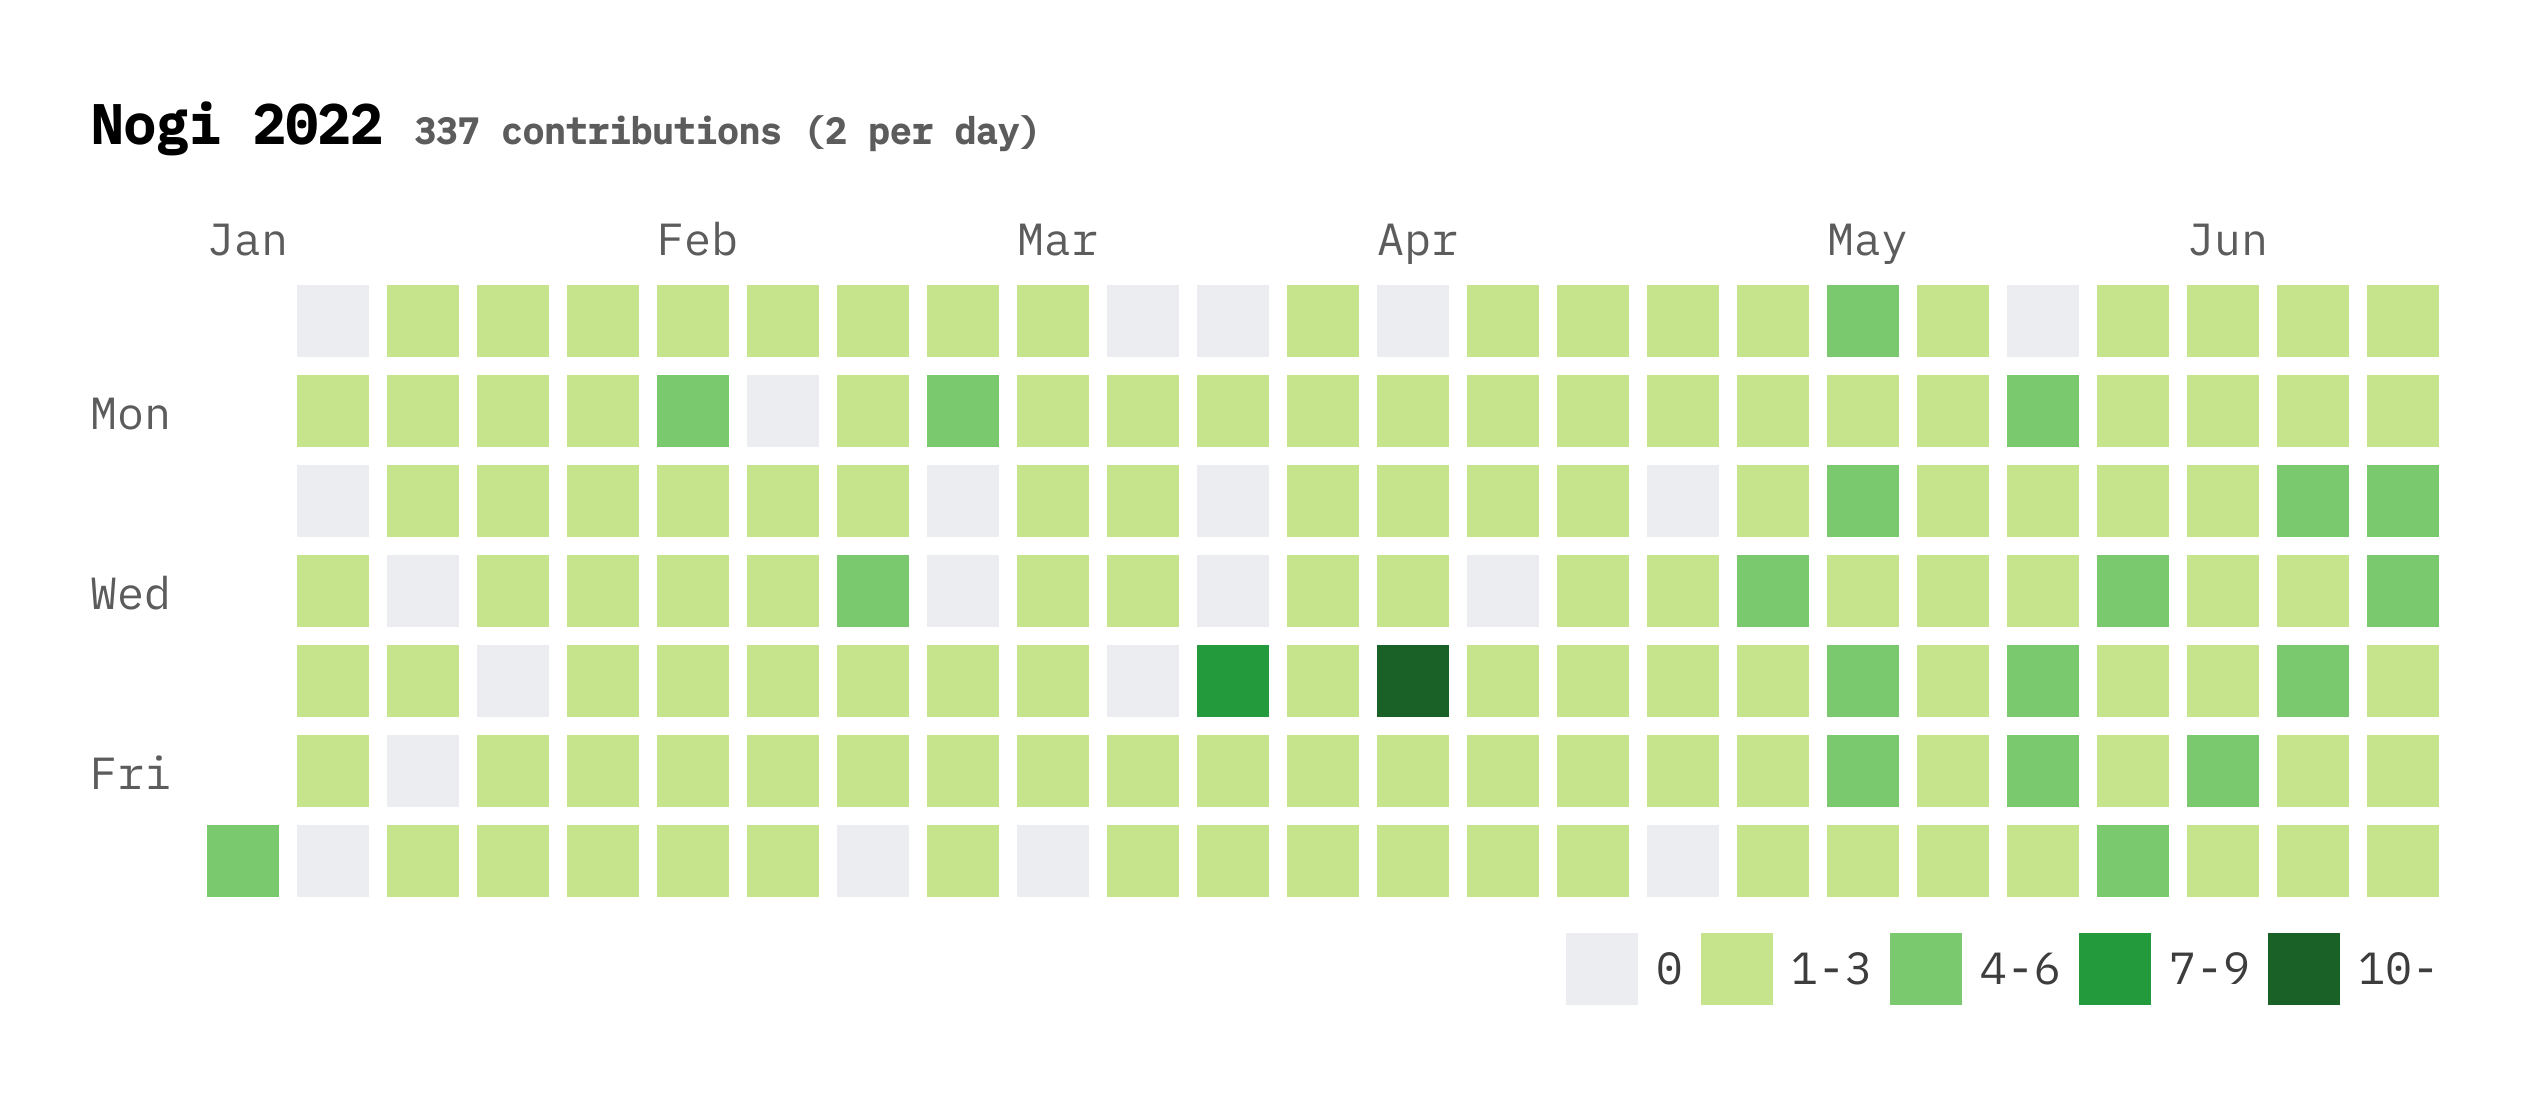 Nogi 2022 337 contributions (2 per day)
Jan Feb Mar Apr May Jun
Mon
Wed
Fri
0 1-3 4-6 7-9 10-